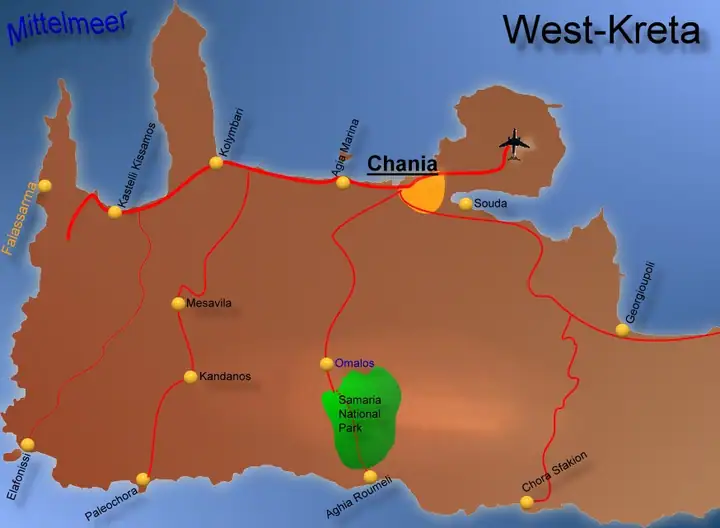 Mittelmeer
West-Kreta
Kolymbari
Agia Marina
Chania
Kastelli Kissamos
Falassarma
Souda
Mesavila
Georgioupoli
Omalos
Kandanos
Samaria
National
Park
Elafonissi
Paleochora
Aghia Roumeli
Chora Sfakion